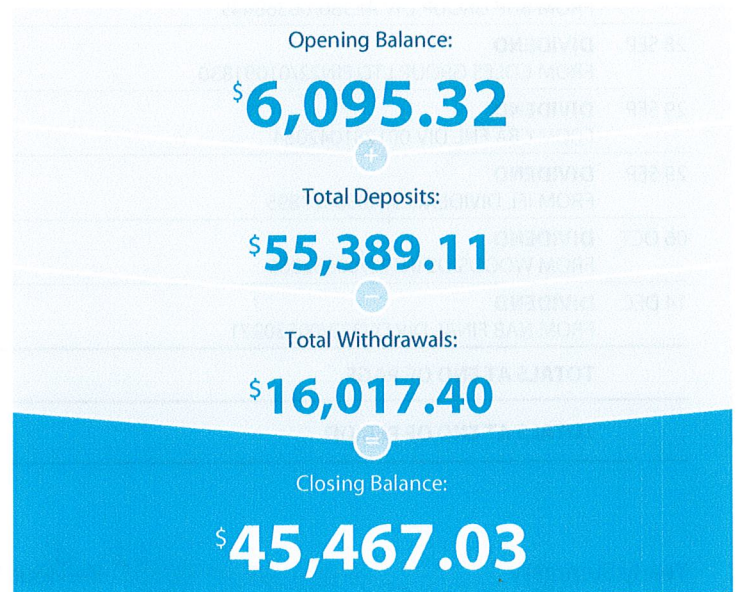 Opening Balance:
$6,095.32
+
Total Deposits:
$55,389.11
−
Total Withdrawals:
$16,017.40
=
Closing Balance:
$45,467.03